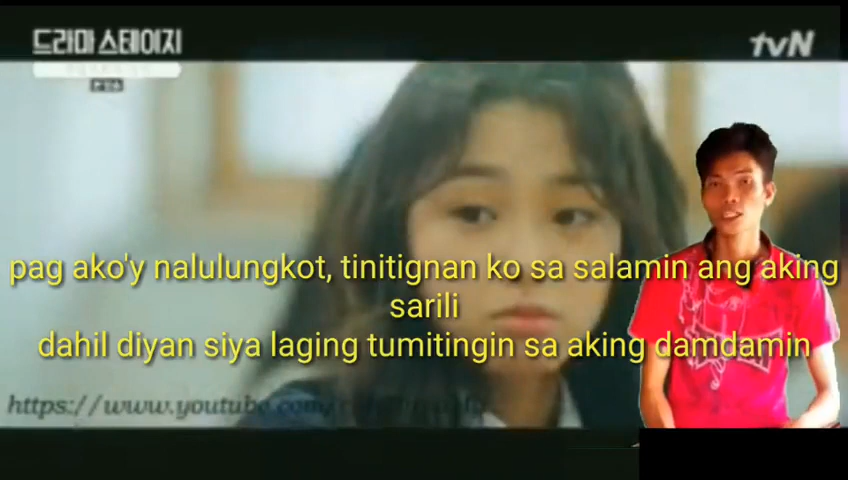 드라마 스테이지
tvN
pag ako'y nalulungkot, tinitignan ko sa salamin ang aking
sarili
dahil diyan siya laging tumitingin sa aking damdamin
https://www.youtube.com/